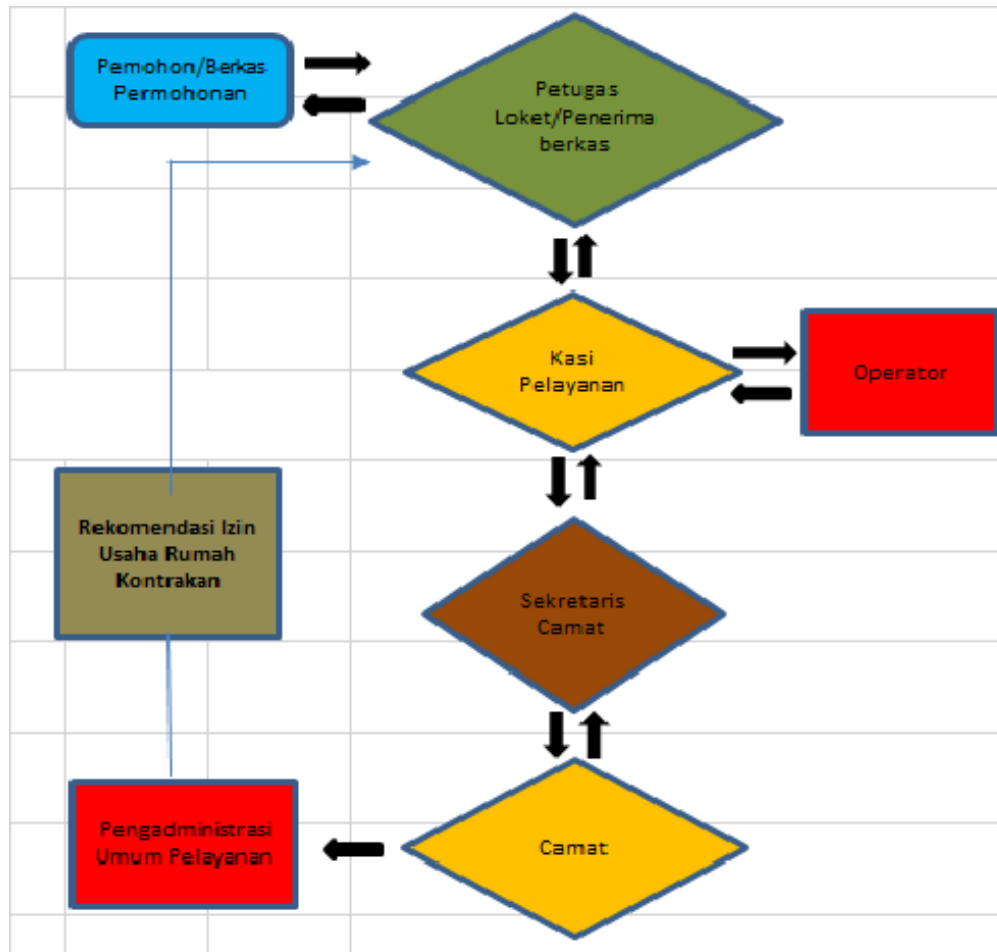 Pemohon/Berkas
Permohonan
Petugas
Loket/Penerima
berkas
Kasi
Pelayanan
Operator
Rekomendasi Izin
Usaha Rumah
Kontrakan
Sekretaris
Camat
Pengadministrasi
Umum Pelayanan
Camat